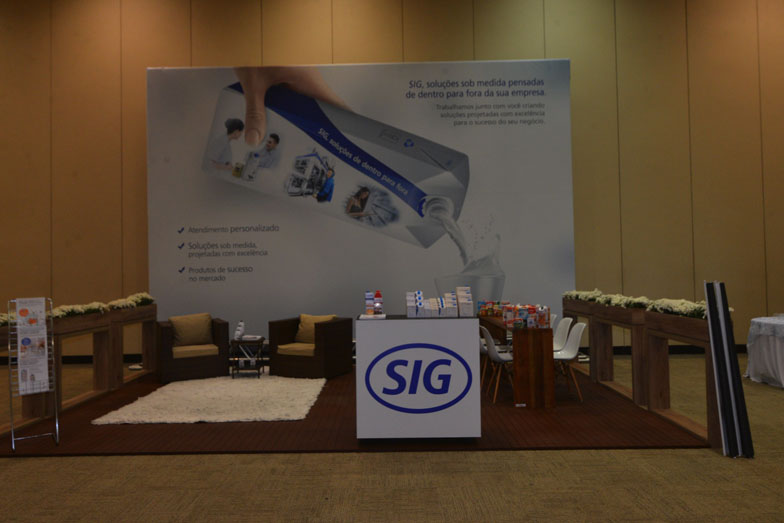 SIG, soluções sob medida pensadas
de dentro para fora da sua empresa.
Trabalhamos junto com você criando
soluções projetadas com excelência
para o sucesso do seu negócio.
SIG, soluções de dentro para fora
Atendimento personalizado
Soluções sob medida,
projetadas com excelência
Produtos de sucesso
no mercado
SIG